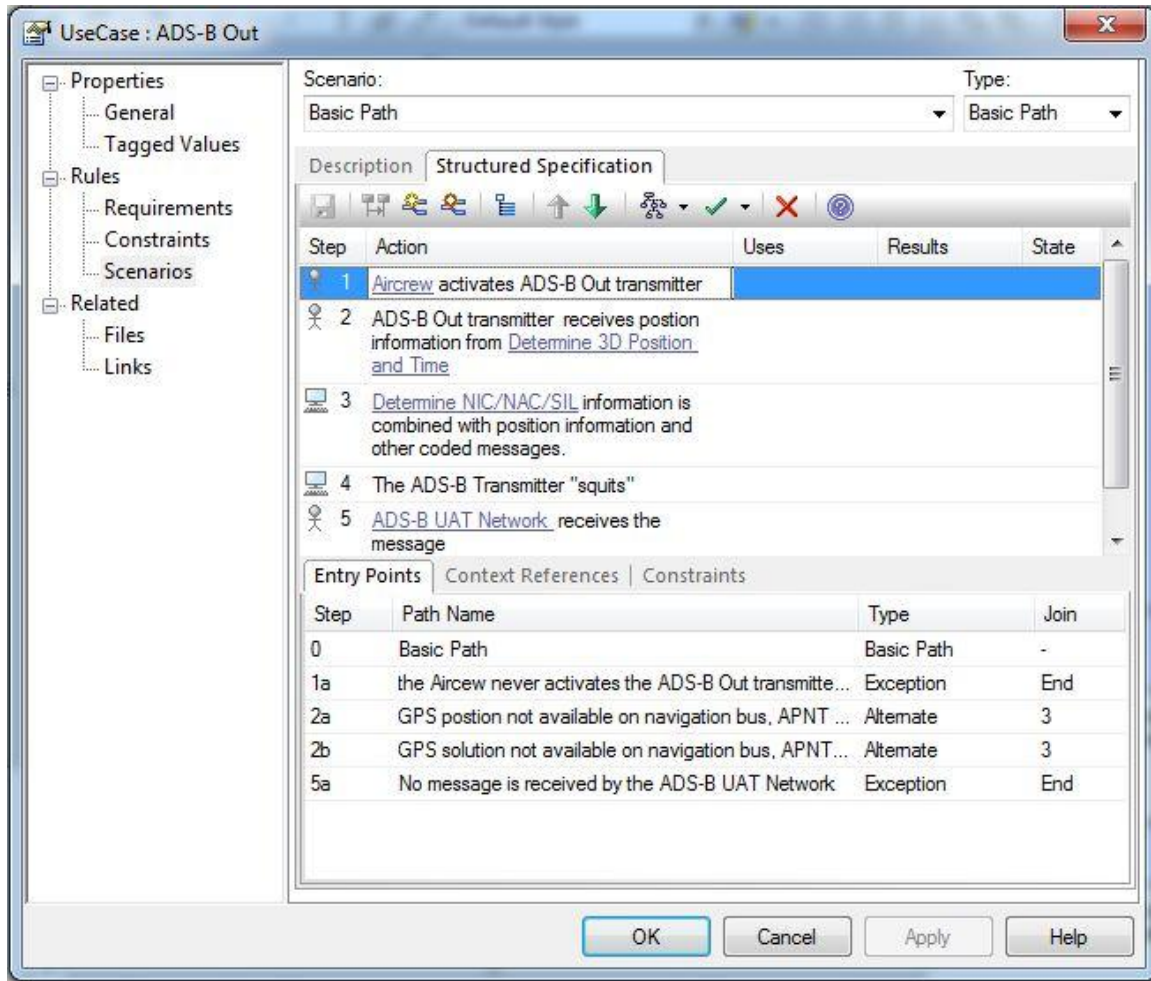 UseCase : ADS-B Out
Properties
General
Tagged Values
Rules
Requirements
Constraints
Scenarios
Related
Files
Links
Scenario:
Type:
Basic Path
Basic Path
Description
Structured Specification
Step Action Uses Results State
1 Aircrew activates ADS-B Out transmitter
2 ADS-B Out transmitter receives postion
information from Determine 3D Position
and Time
3 Determine NIC/NAC/SIL information is
combined with position information and
other coded messages.
4 The ADS-B Transmitter "squits"
5 ADS-B UAT Network receives the
message
Entry Points Context References | Constraints
Step Path Name Type Join
0 Basic Path Basic Path -
1a the Aircew never activates the ADS-B Out transmitte... Exception End
2a GPS postion not available on navigation bus, APNT ... Alternate 3
2b GPS solution not available on navigation bus, APNT... Alternate 3
5a No message is received by the ADS-B UAT Network Exception End
OK Cancel Apply Help